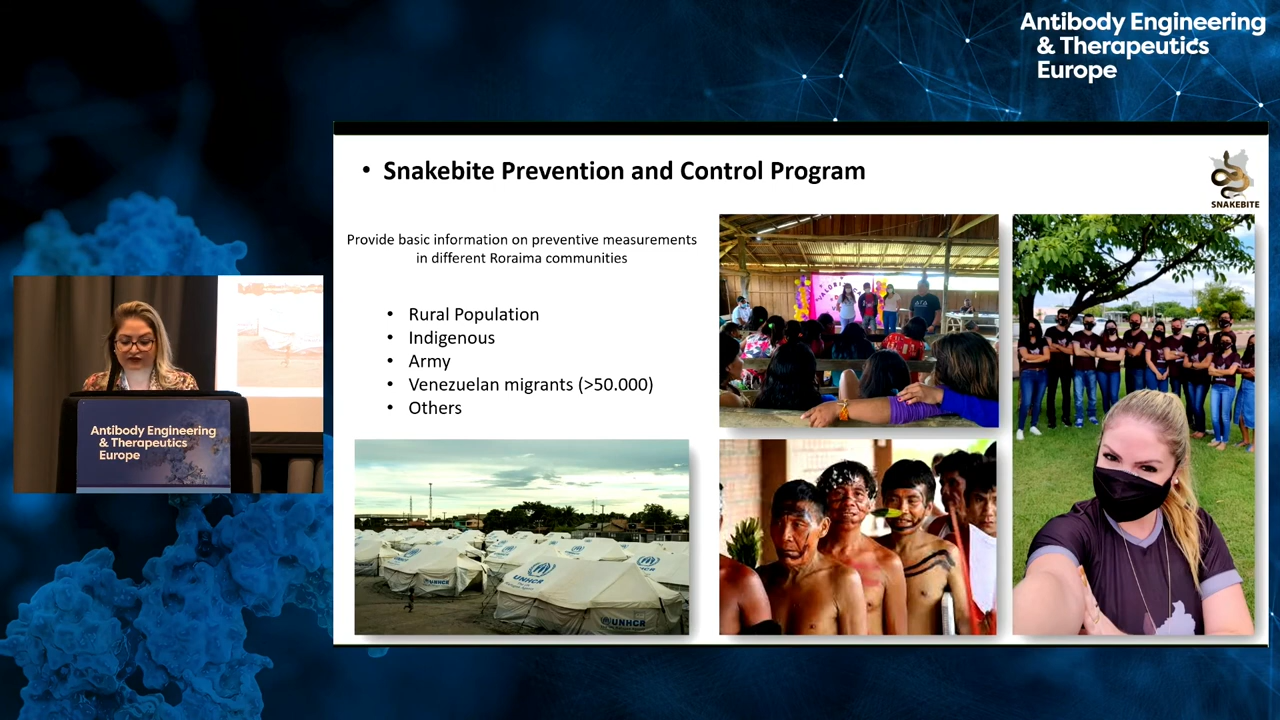 Antibody Engineering
& Therapeutics
Europe
• Snakebite Prevention and Control Program
SNAKEBITE
Provide basic information on preventive measurements
in different Roraima communities
• Rural Population
• Indigenous
• Army
• Venezuelan migrants (>50.000)
• Others
Antibody Engineering
& Therapeutics
Europe
UNHCR
UNHCR
UNHCR